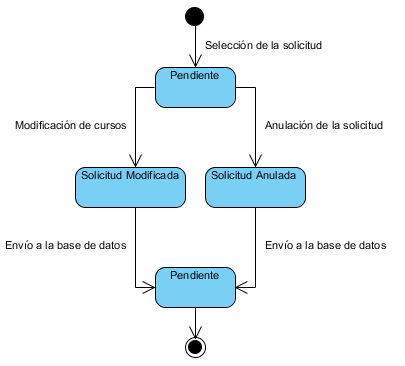 Selección de la solicitud
Pendiente
Modificación de cursos
Anulación de la solicitud
Solicitud Modificada
Solicitud Anulada
Envío a la base de datos
Envío a la base de datos
Pendiente